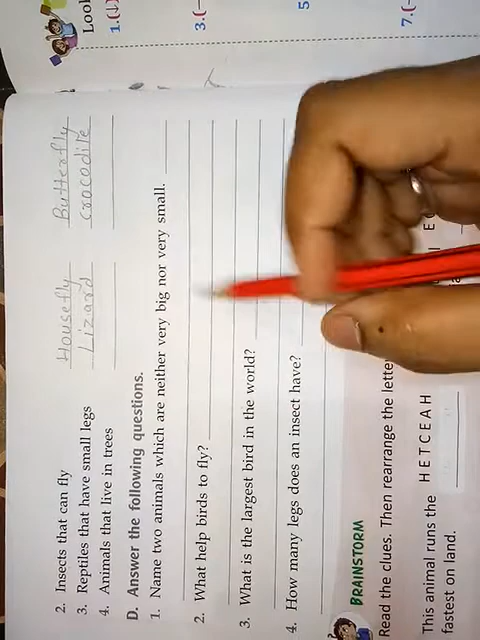 2. Insects that can fly Housefly Butterfly
3. Reptiles that have small legs Lizard crocodile
4. Animals that live in trees
D. Answer the following questions.
1. Name two animals which are neither very big nor very small.
2. What help birds to fly?
3. What is the largest bird in the world?
4. How many legs does an insect have?
BRAINSTORM
Read the clues. Then rearrange the
This animal runs the HETCEAH
fastest on land.
Look
1.(↓)
3.(
5
7.(